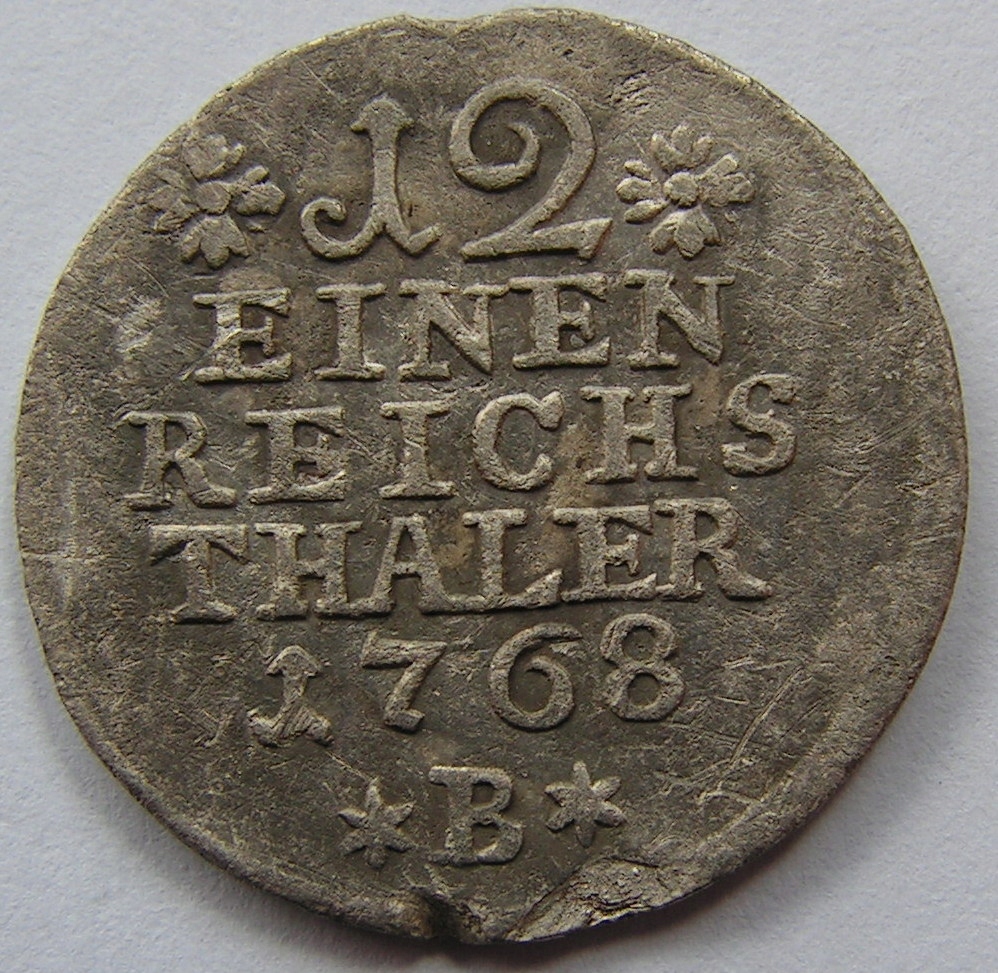 12
EINEN
REICHS
THALER
1768
B